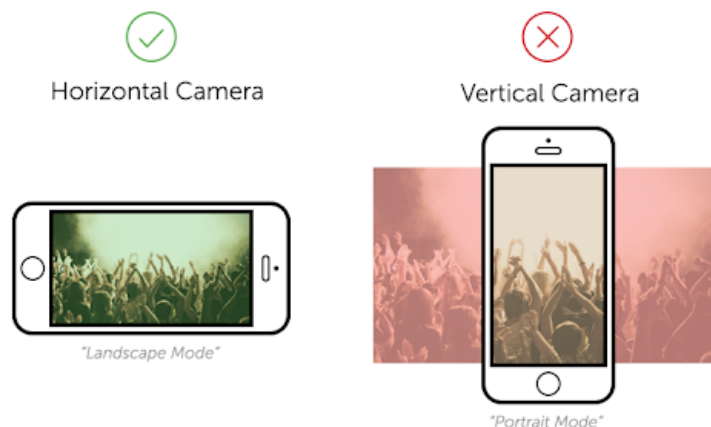 Horizontal Camera
Vertical Camera
"Landscape Mode"
"Portrait Mode"